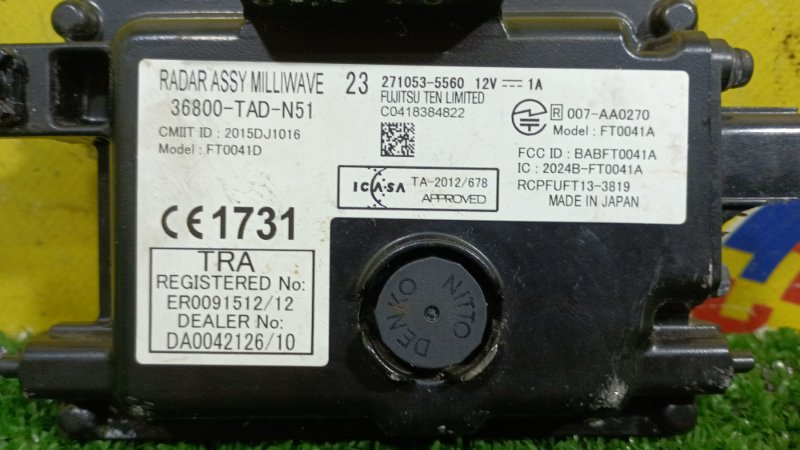 RADAR ASSY MILLIWAVE 23 271053-5560 12V 1A
36800-TAD-N51 FUJITSU TEN LIMITED
C0418384822
CMIIT ID : 2015DJ1016
Model : FT0041D
R 007-AA0270
Model : FT0041A
FCC ID : BABFT0041A
IC : 2024B-FT0041A
RCPFUFT13-3819
MADE IN JAPAN
ICASA TA-2012/678
APPROVED
CE1731
TRA
REGISTERED No:
ER0091512/12
DEALER No:
DA0042126/10
NITTO
DENKO